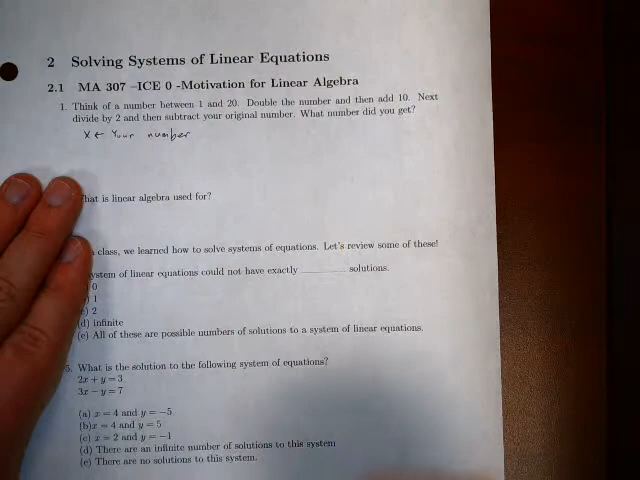 2 Solving Systems of Linear Equations
2.1 MA 307 –ICE 0 -Motivation for Linear Algebra
1. Think of a number between 1 and 20. Double the number and then add 10. Next
divide by 2 and then subtract your original number. What number did you get?
X ← Your number
hat is linear algebra used for?
class, we learned how to solve systems of equations. Let's review some of these!
ystem of linear equations could not have exactly ________ solutions.
0
) 1
) 2
(d) infinite
(e) All of these are possible numbers of solutions to a system of linear equations.
5. What is the solution to the following system of equations?
2x + y = 3
3x − y = 7
(a) x = 4 and y = −5
(b)x = 4 and y = 5
(c) x = 2 and y = −1
(d) There are an infinite number of solutions to this system
(e) There are no solutions to this system.